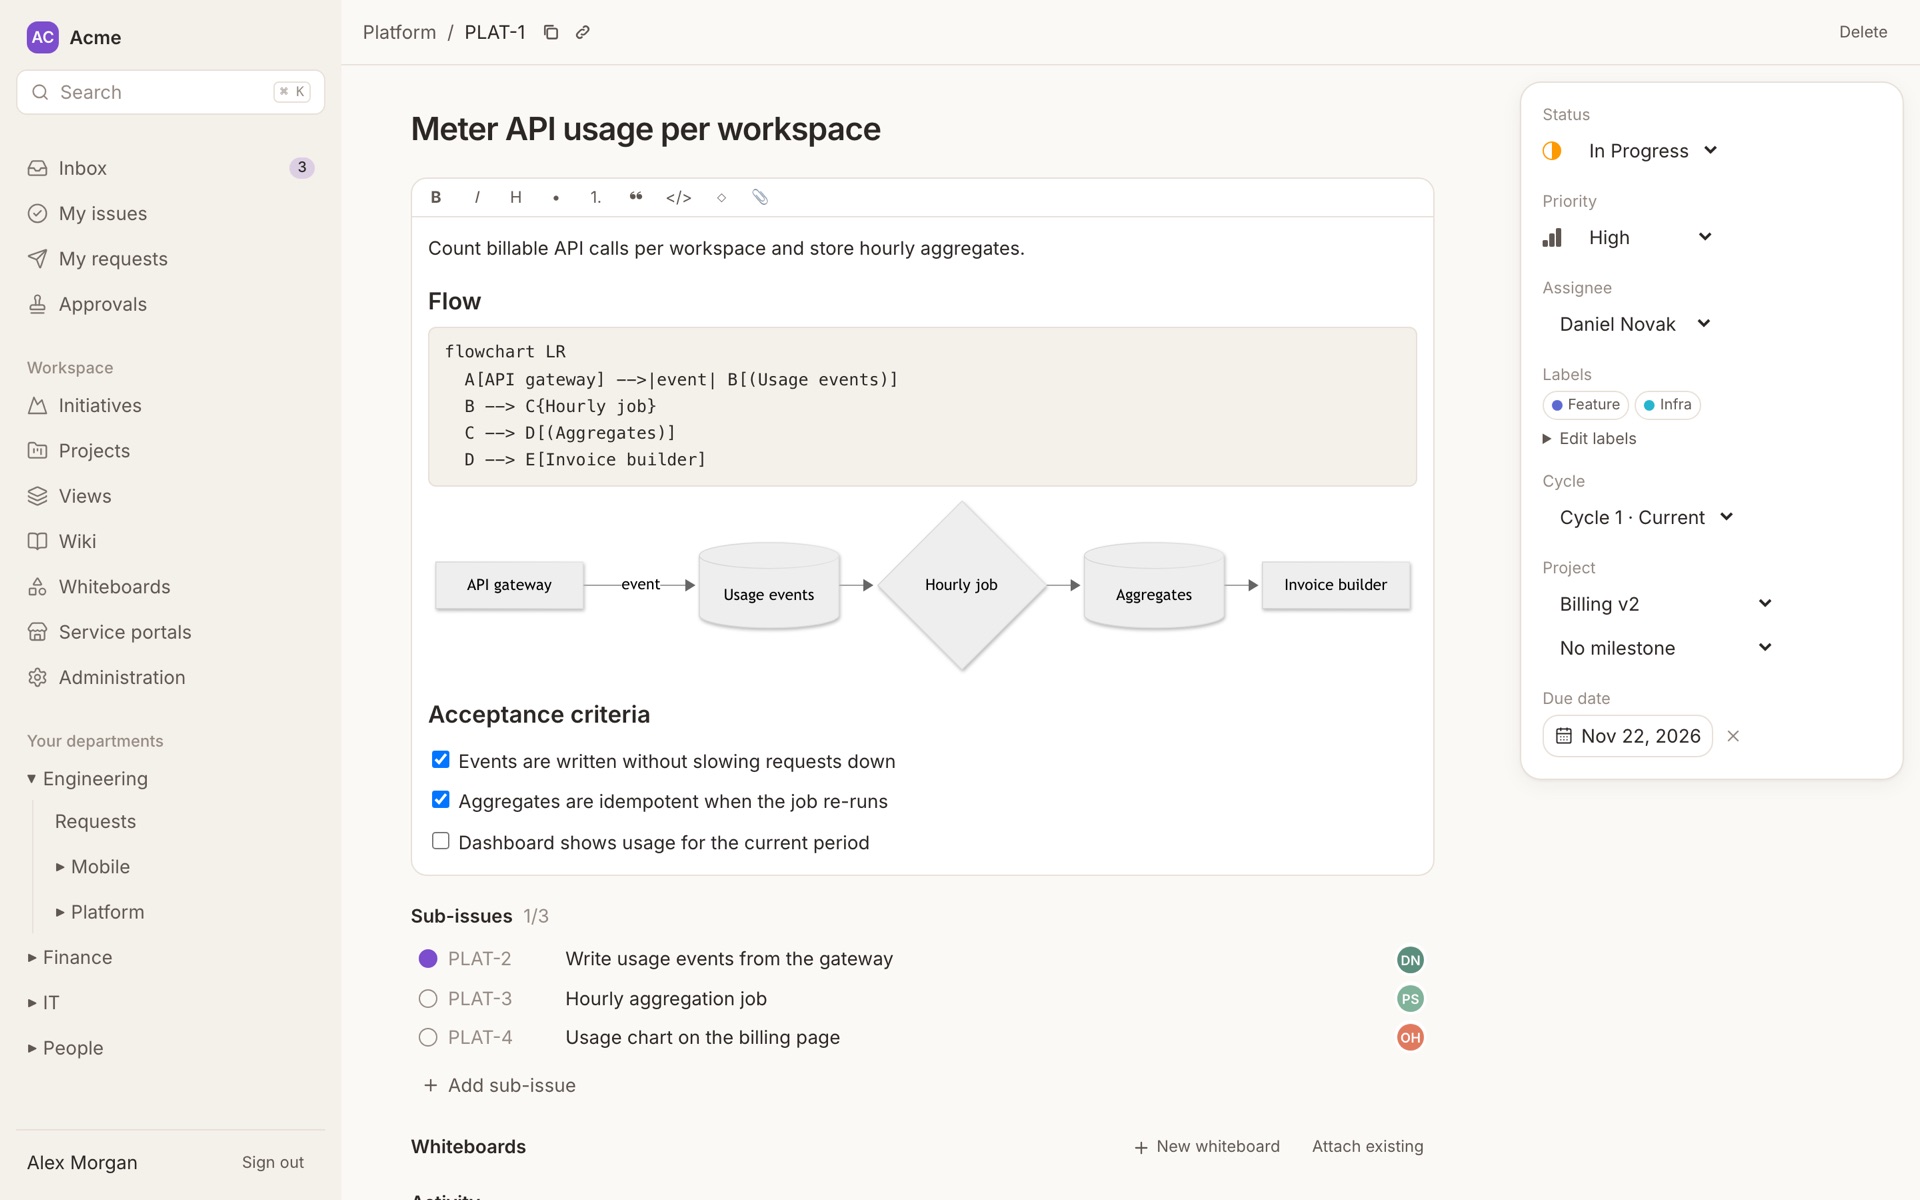 AC Acme
Search ⌘ K
Inbox 3
My issues
My requests
Approvals
Workspace
Initiatives
Projects
Views
Wiki
Whiteboards
Service portals
Administration
Your departments
▾ Engineering
Requests
▸ Mobile
▸ Platform
▸ Finance
▸ IT
▸ People
Alex Morgan Sign out
Platform / PLAT-1
Delete
Meter API usage per workspace
B I H • 1. ❝ </> ◇
Count billable API calls per workspace and store hourly aggregates.
Flow
flowchart LR
  A[API gateway] -->|event| B[(Usage events)]
  B --> C{Hourly job}
  C --> D[(Aggregates)]
  D --> E[Invoice builder]
API gateway event Usage events Hourly job Aggregates Invoice builder
Acceptance criteria
Events are written without slowing requests down
Aggregates are idempotent when the job re-runs
Dashboard shows usage for the current period
Sub-issues 1/3
PLAT-2 Write usage events from the gateway DN
PLAT-3 Hourly aggregation job PS
PLAT-4 Usage chart on the billing page OH
+ Add sub-issue
Whiteboards + New whiteboard Attach existing
Activity
Status
In Progress
Priority
High
Assignee
Daniel Novak
Labels
Feature Infra
▸ Edit labels
Cycle
Cycle 1 · Current
Project
Billing v2
No milestone
Due date
Nov 22, 2026 ×